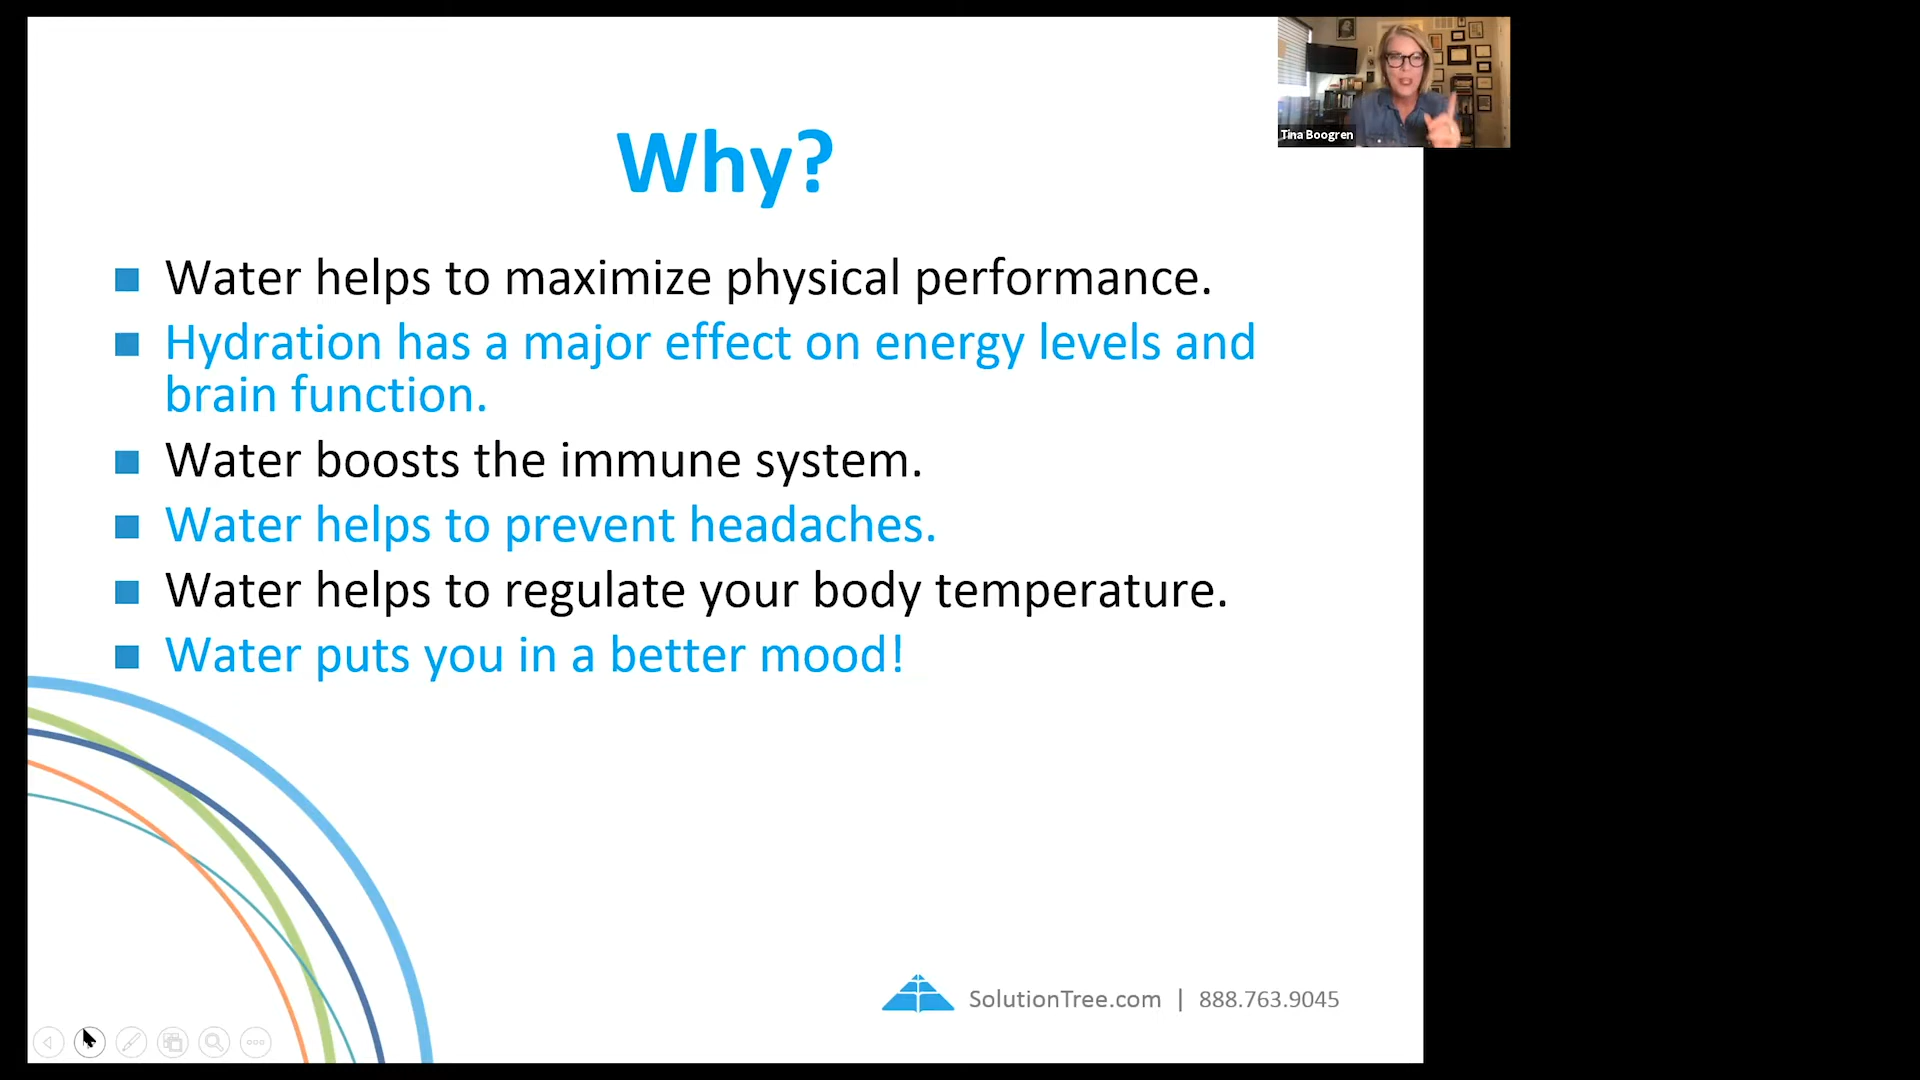 Tina Boogren
Why?
Water helps to maximize physical performance.
Hydration has a major effect on energy levels and
brain function.
Water boosts the immune system.
Water helps to prevent headaches.
Water helps to regulate your body temperature.
Water puts you in a better mood!
SolutionTree.com | 888.763.9045